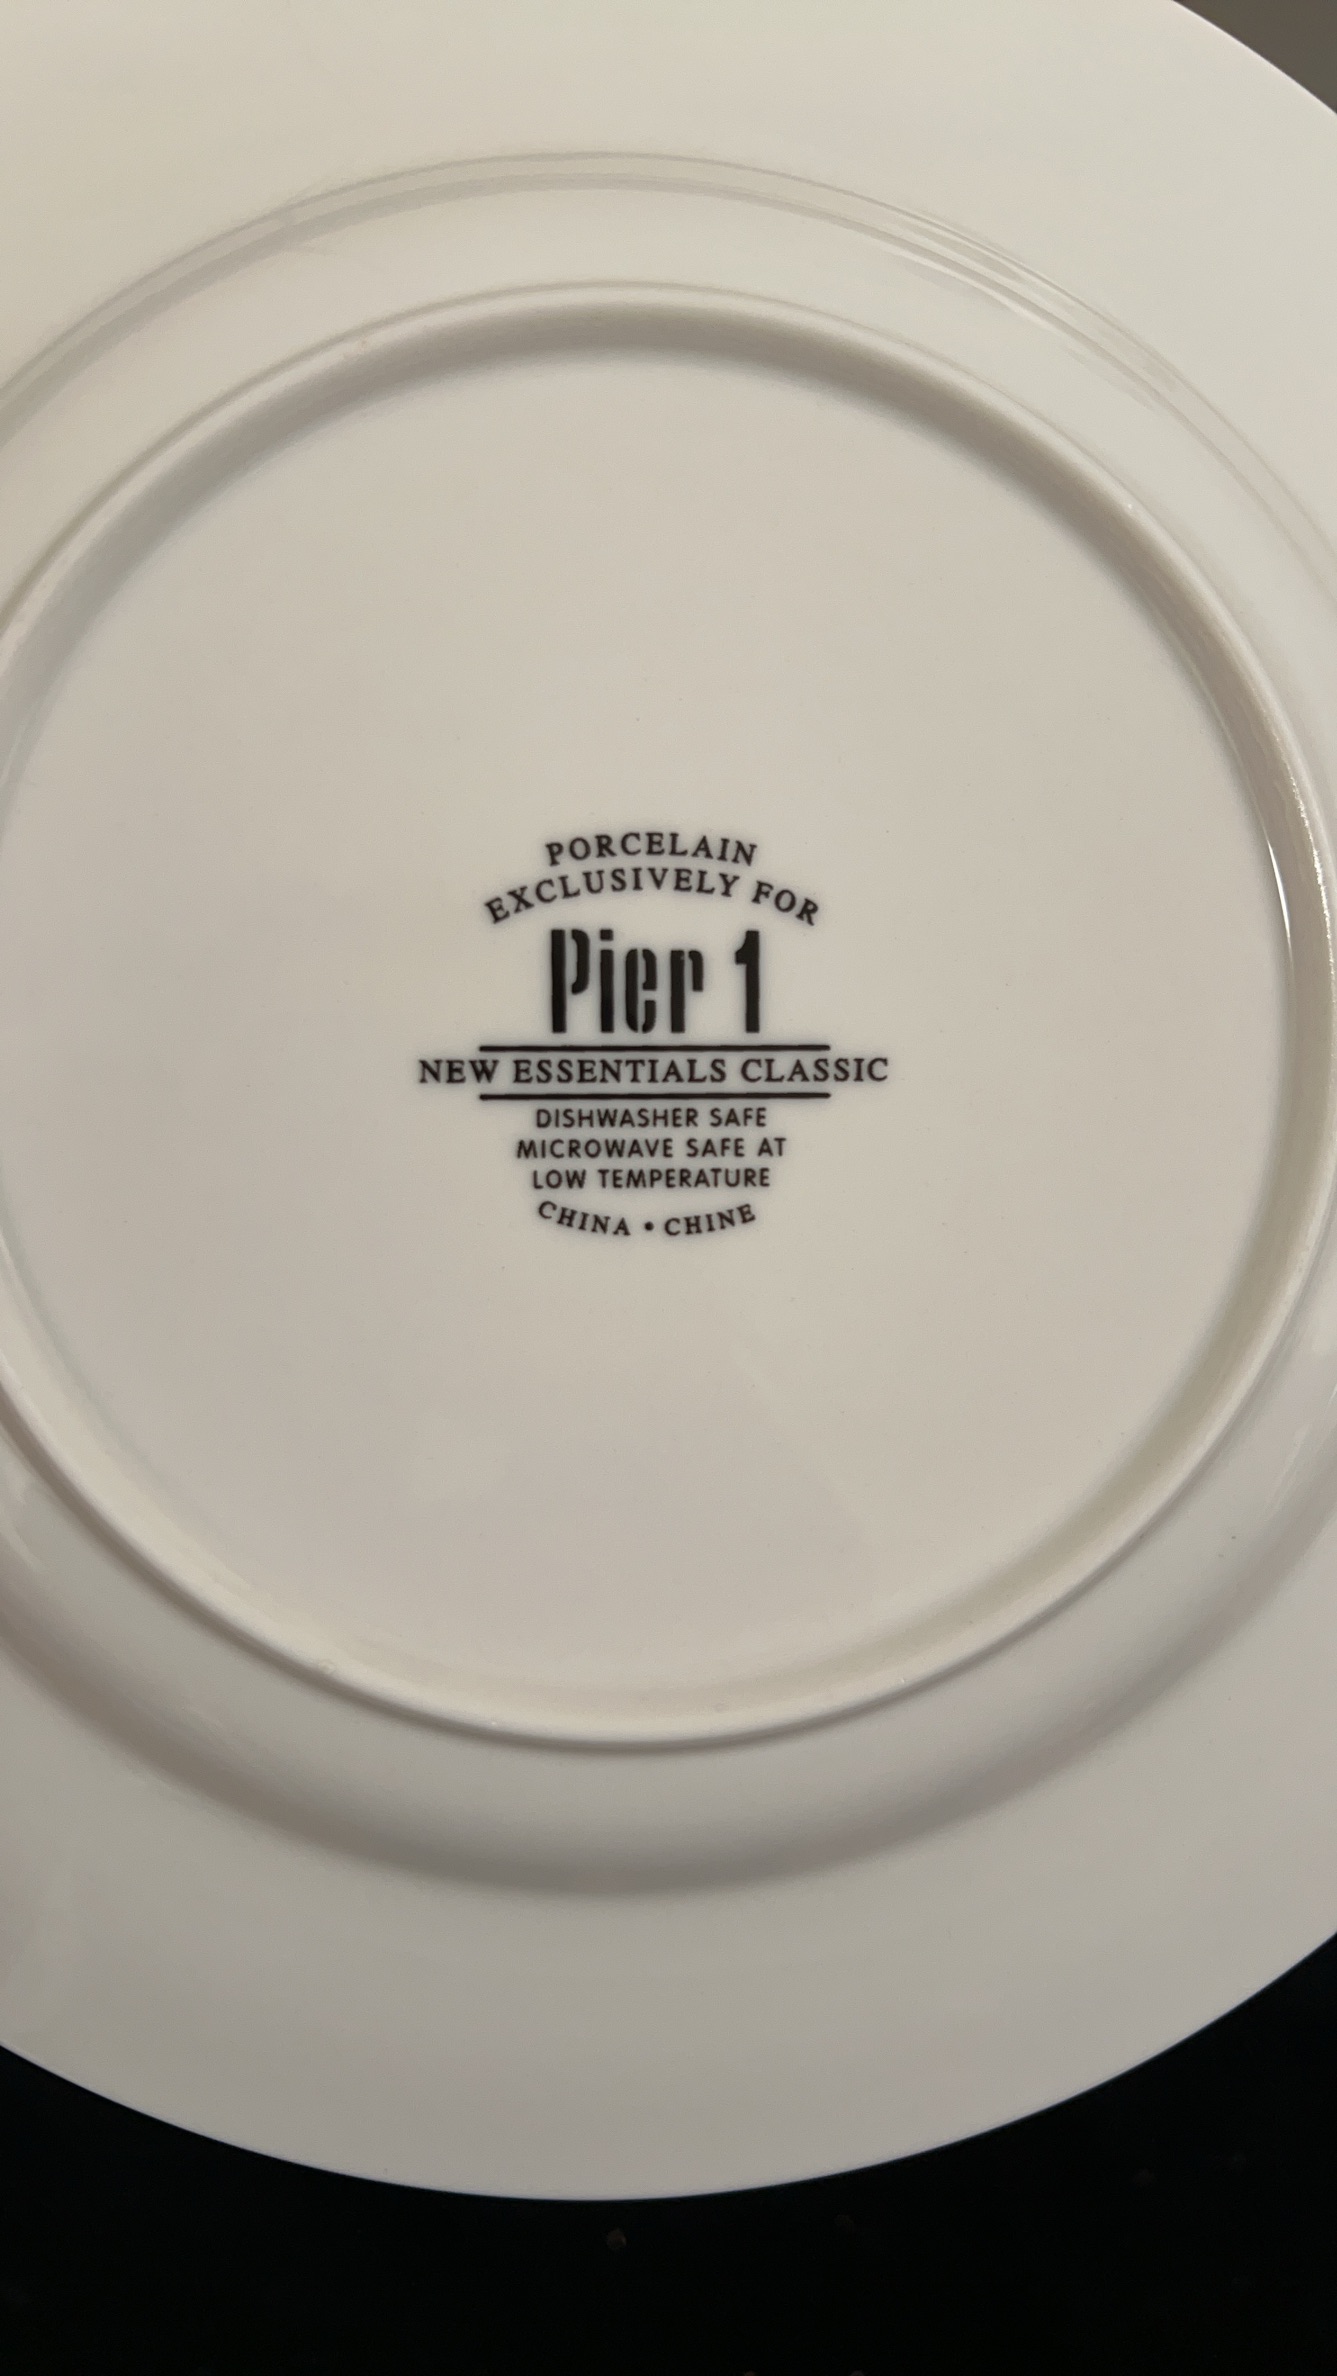 PORCELAIN
EXCLUSIVELY FOR
Pier 1
NEW ESSENTIALS CLASSIC
DISHWASHER SAFE
MICROWAVE SAFE AT
LOW TEMPERATURE
CHINA • CHINE